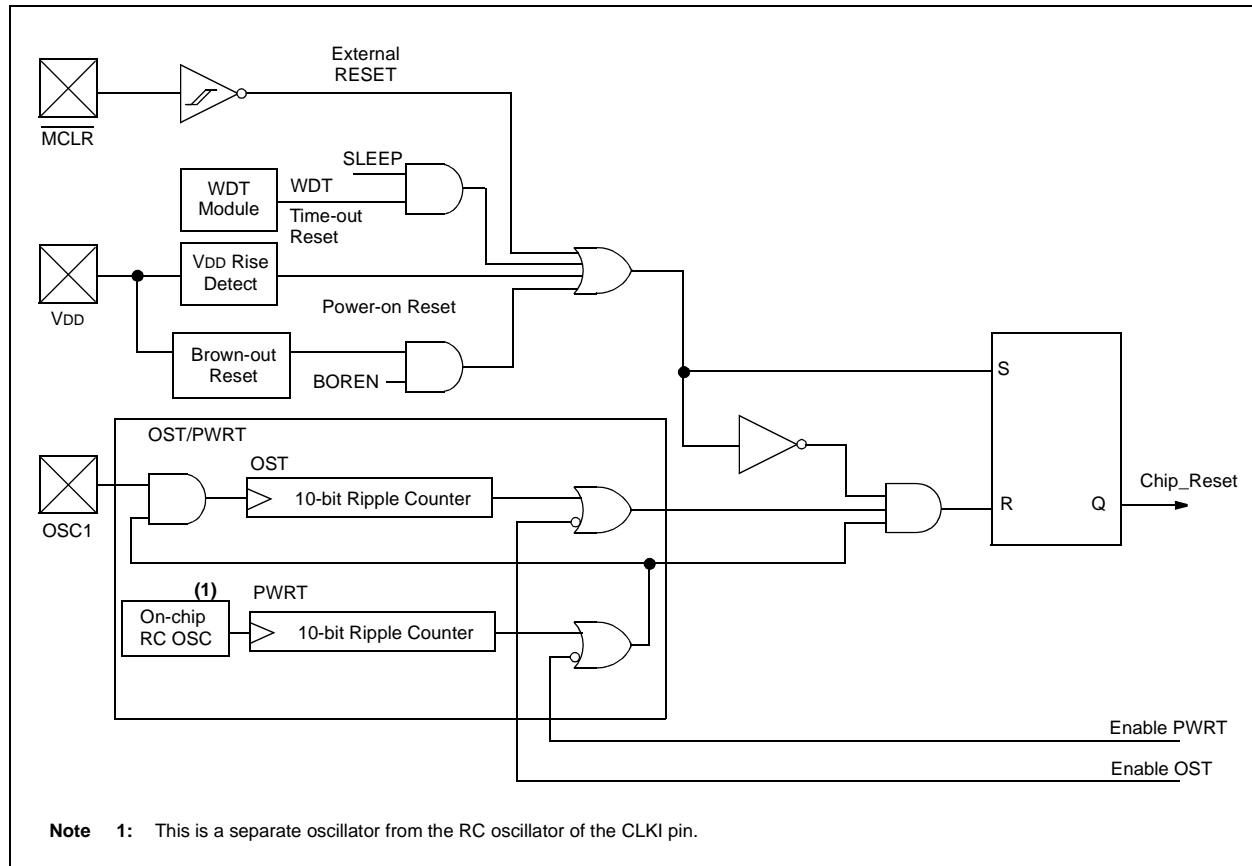 External
RESET
MCLR
SLEEP
WDT
Module
WDT
Time-out
Reset
VDD Rise
Detect
VDD
Power-on Reset
Brown-out
Reset
BOREN
S
OST/PWRT
OST
10-bit Ripple Counter
OSC1
Chip_Reset
R
Q
(1)
PWRT
On-chip
RC OSC
10-bit Ripple Counter
Enable PWRT
Enable OST
Note 1: This is a separate oscillator from the RC oscillator of the CLKI pin.